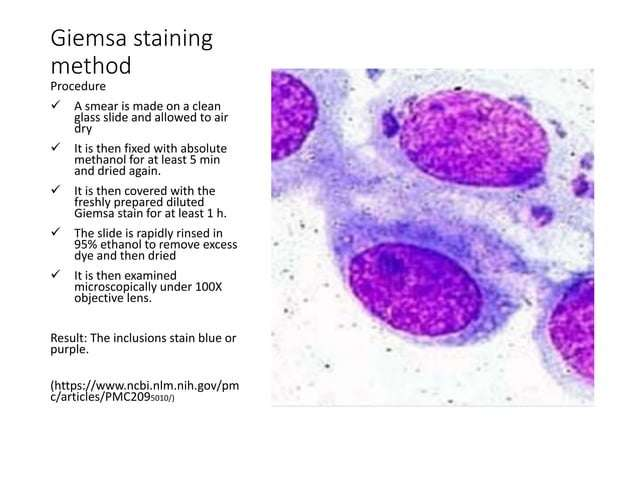 Giemsa staining
method
Procedure
✓ A smear is made on a clean
glass slide and allowed to air
dry
✓ It is then fixed with absolute
methanol for at least 5 min
and dried again.
✓ It is then covered with the
freshly prepared diluted
Giemsa stain for at least 1 h.
✓ The slide is rapidly rinsed in
95% ethanol to remove excess
dye and then dried
✓ It is then examined
microscopically under 100X
objective lens.
Result: The inclusions stain blue or
purple.
(https://www.ncbi.nlm.nih.gov/pm
c/articles/PMC2095010/)